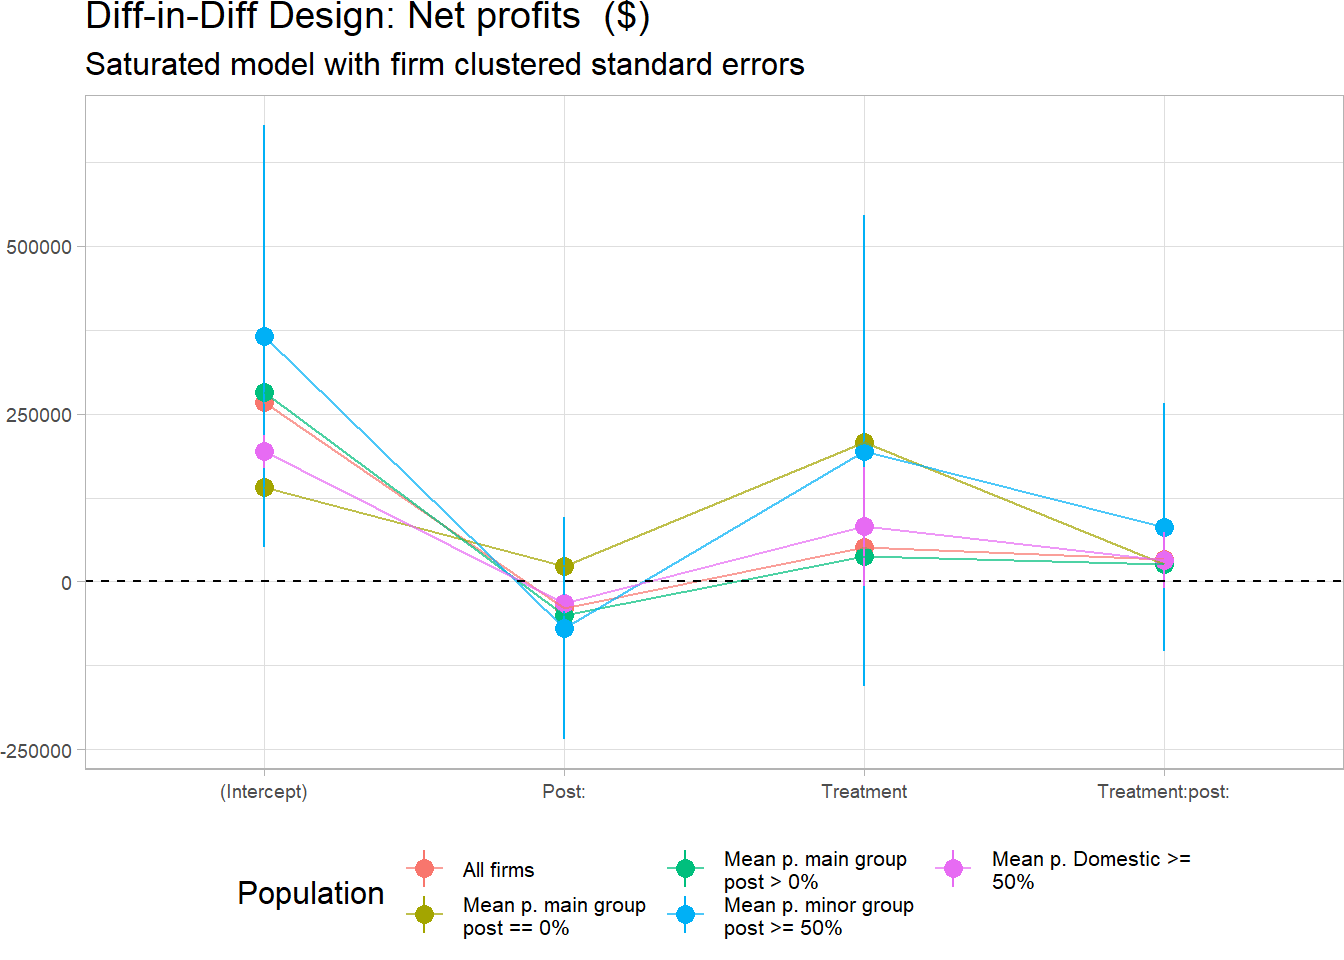 Diff-in-Diff Design: Net profits  ($)
Saturated model with firm clustered standard errors
500000
250000
0
-250000
(Intercept)
Post:
Treatment
Treatment:post:
Population
All firms
Mean p. main group
post == 0%
Mean p. main group
post > 0%
Mean p. minor group
post >= 50%
Mean p. Domestic >=
50%